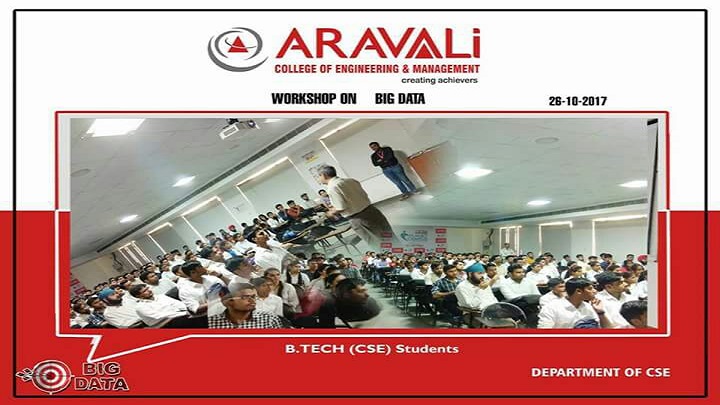 ARAVALi
COLLEGE OF ENGINEERING & MANAGEMENT
creating achievers
WORKSHOP ON BIG DATA
26-10-2017
B.TECH (CSE) Students
BIG
DATA
DEPARTMENT OF CSE